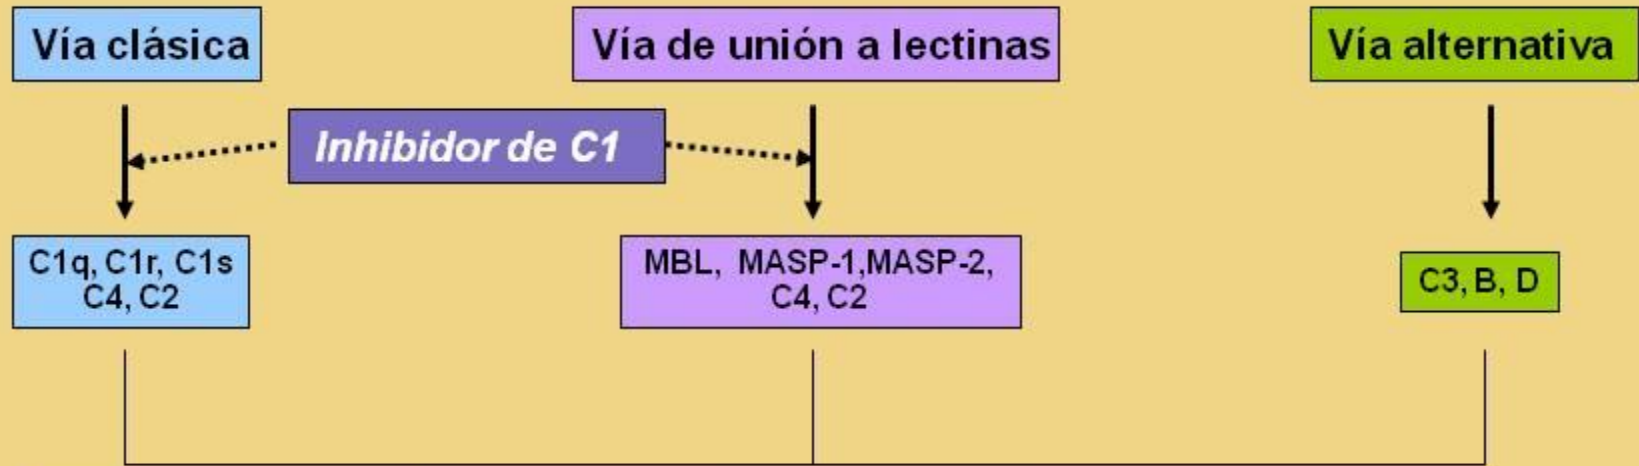 Vía clásica
Vía de unión a lectinas
Vía alternativa
Inhibidor de C1
C1q, C1r, C1s
C4, C2
MBL, MASP-1,MASP-2,
C4, C2
C3, B, D